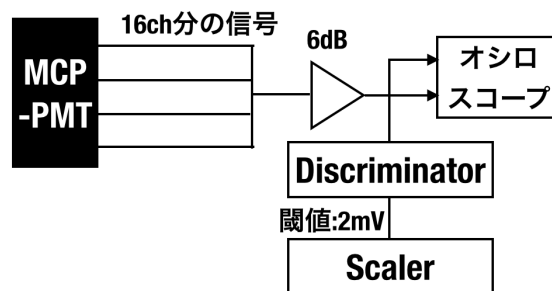 16ch分の信号
6dB
MCP
-PMT
オシロ
スコープ
Discriminator
閾値:2mV
Scaler